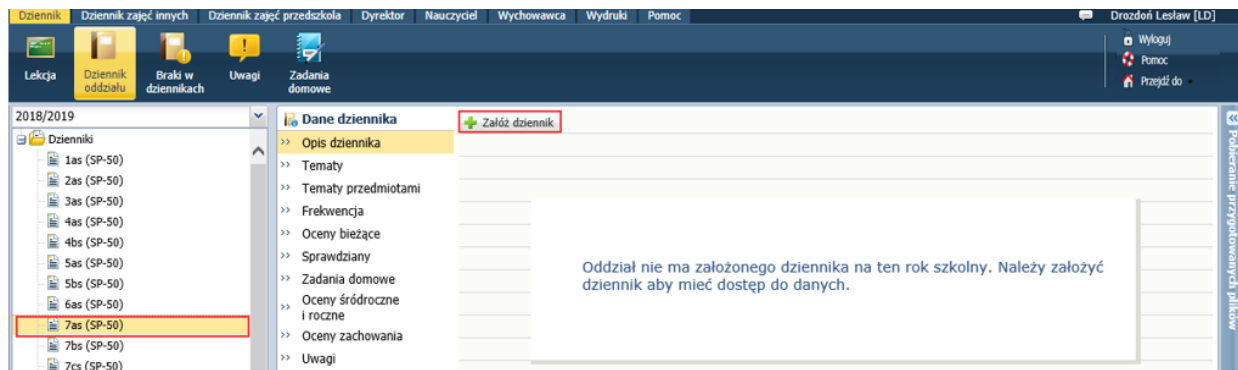 Dziennik Dziennik zajęć innych Dziennik zajęć przedszkola Dyrektor Nauczyciel Wychowawca Wydruki Pomoc Drozdoń Lesław [LD]
Lekcja
Dziennik oddziału
Braki w dziennikach
Uwagi
Zadania domowe
Wyloguj
Pomoc
Przejdź do
2018/2019
Dzienniki
1as (SP-50)
2as (SP-50)
3as (SP-50)
4as (SP-50)
4bs (SP-50)
5as (SP-50)
5bs (SP-50)
6as (SP-50)
7as (SP-50)
7bs (SP-50)
7cs (SP-50)
Dane dziennika
Opis dziennika
Tematy
Tematy przedmiotami
Frekwencja
Oceny bieżące
Sprawdziany
Zadania domowe
Oceny śródroczne
i roczne
Oceny zachowania
Uwagi
Załóż dziennik
Oddział nie ma założonego dziennika na ten rok szkolny. Należy założyć
dziennik aby mieć dostęp do danych.
Pobieranie przygotowanych plików